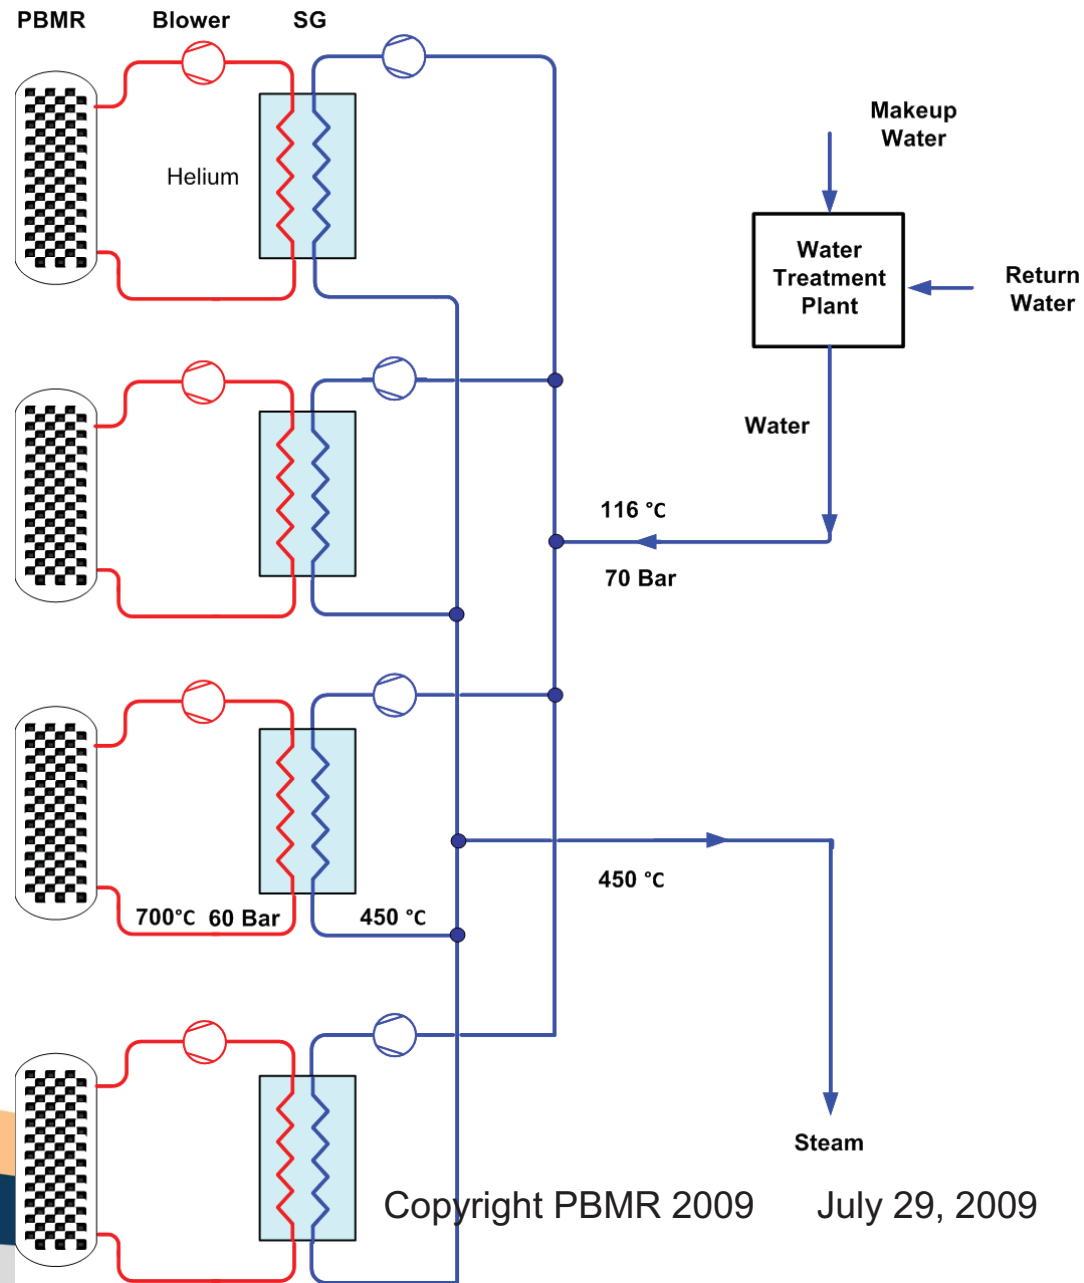 PBMR Blower SG
Makeup
Water
Helium
Water
Treatment
Plant
Return
Water
Water
116 °C
70 Bar
450 °C
700°C 60 Bar 450 °C
Steam
Copyright PBMR 2009 July 29, 2009